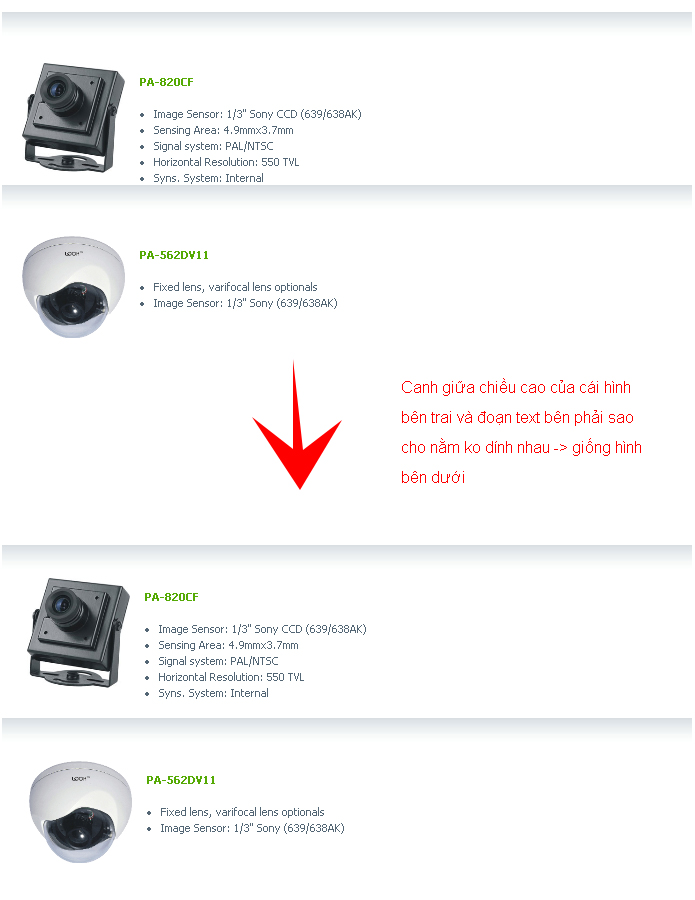 PA-820CF
Image Sensor: 1/3" Sony CCD (639/638AK)
Sensing Area: 4.9mmx3.7mm
Signal system: PAL/NTSC
Horizontal Resolution: 550 TVL
Syns. System: Internal
PA-562DV11
Fixed lens, varifocal lens optionals
Image Sensor: 1/3" Sony (639/638AK)
Canh giữa chiều cao của cái hình
bên trai và đoạn text bên phải sao
cho nằm ko dính nhau -> giống hình
bên dưới
PA-820CF
Image Sensor: 1/3" Sony CCD (639/638AK)
Sensing Area: 4.9mmx3.7mm
Signal system: PAL/NTSC
Horizontal Resolution: 550 TVL
Syns. System: Internal
PA-562DV11
Fixed lens, varifocal lens optionals
Image Sensor: 1/3" Sony (639/638AK)